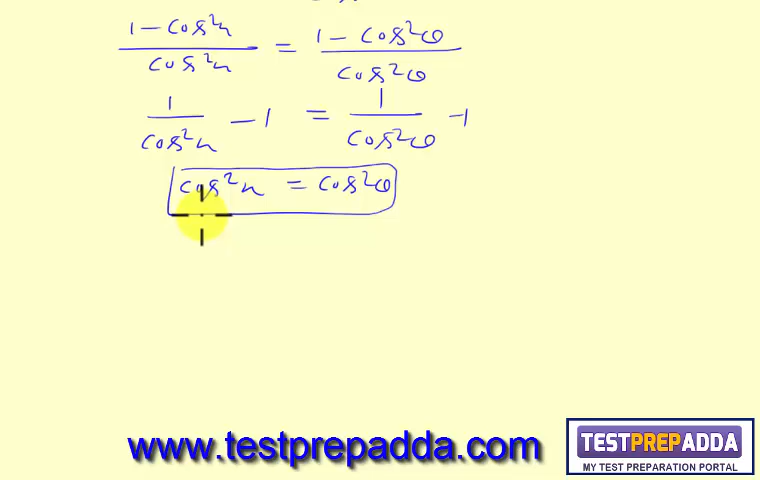 1 - cos²x / cos²x = 1 - cos²θ / cos²θ
1 / cos²x - 1 = 1 / cos²θ - 1
cos²x = cos²θ
www.testprepadda.com
TESTPREPADDA
MY TEST PREPARATION PORTAL